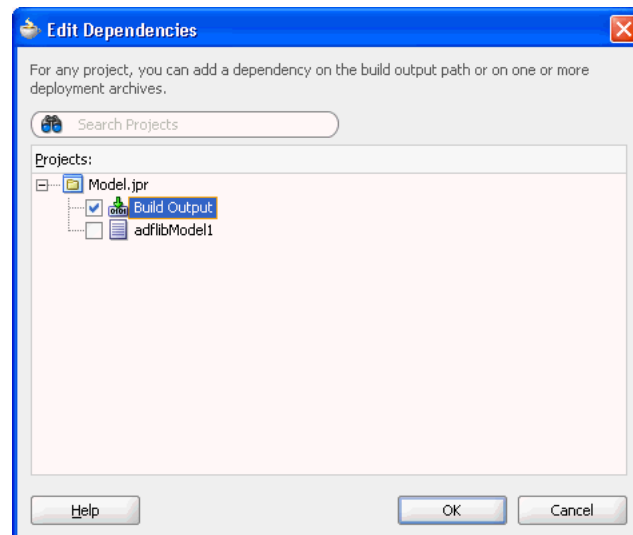 Edit Dependencies
For any project, you can add a dependency on the build output path or on one or more
deployment archives.
Search Projects
Projects:
Model.jpr
Build Output
adflibModel1
Help
OK
Cancel